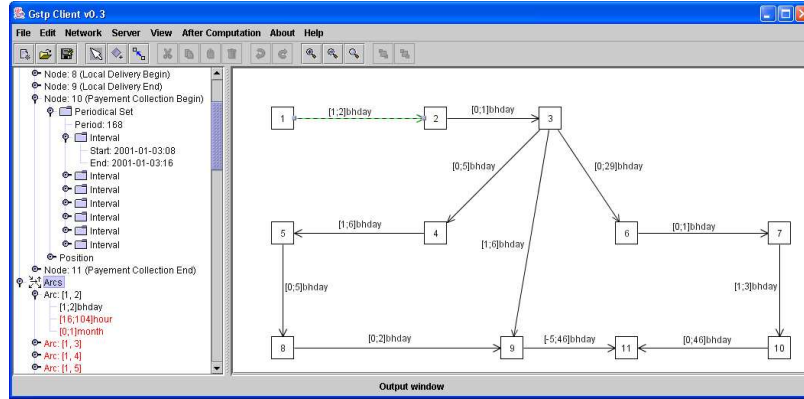 Gstp Client v0.3
File Edit Network Server View After Computation About Help
Node: 8 (Local Delivery Begin)
Node: 9 (Local Delivery End)
Node: 10 (Payement Collection Begin)
Periodical Set
Period: 168
Interval
Start: 2001-01-03:08
End: 2001-01-03:16
Interval
Interval
Interval
Interval
Interval
Interval
Position
Node: 11 (Payement Collection End)
Arcs
Arc: [1, 2]
[1;2]bhday
[16;104]hour
[0;1]month
Arc: [1, 3]
Arc: [1, 4]
Arc: [1, 5]
1 [1;2]bhday 2 [0;1]bhday 3
[0;5]bhday [0;29]bhday
5 [1;6]bhday 4 6 [0;1]bhday 7
[1;6]bhday
[0;5]bhday [1;3]bhday
8 [0;2]bhday 9 [-5;46]bhday 11 [0;46]bhday 10
Output window